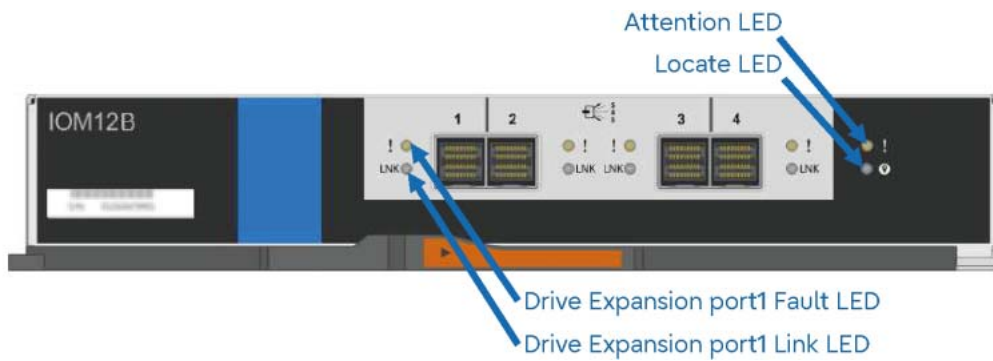 Attention LED
Locate LED
IOM12B
1 2 3 4
! ! ! ! !
LNK LNK LNK LNK
Drive Expansion port1 Fault LED
Drive Expansion port1 Link LED